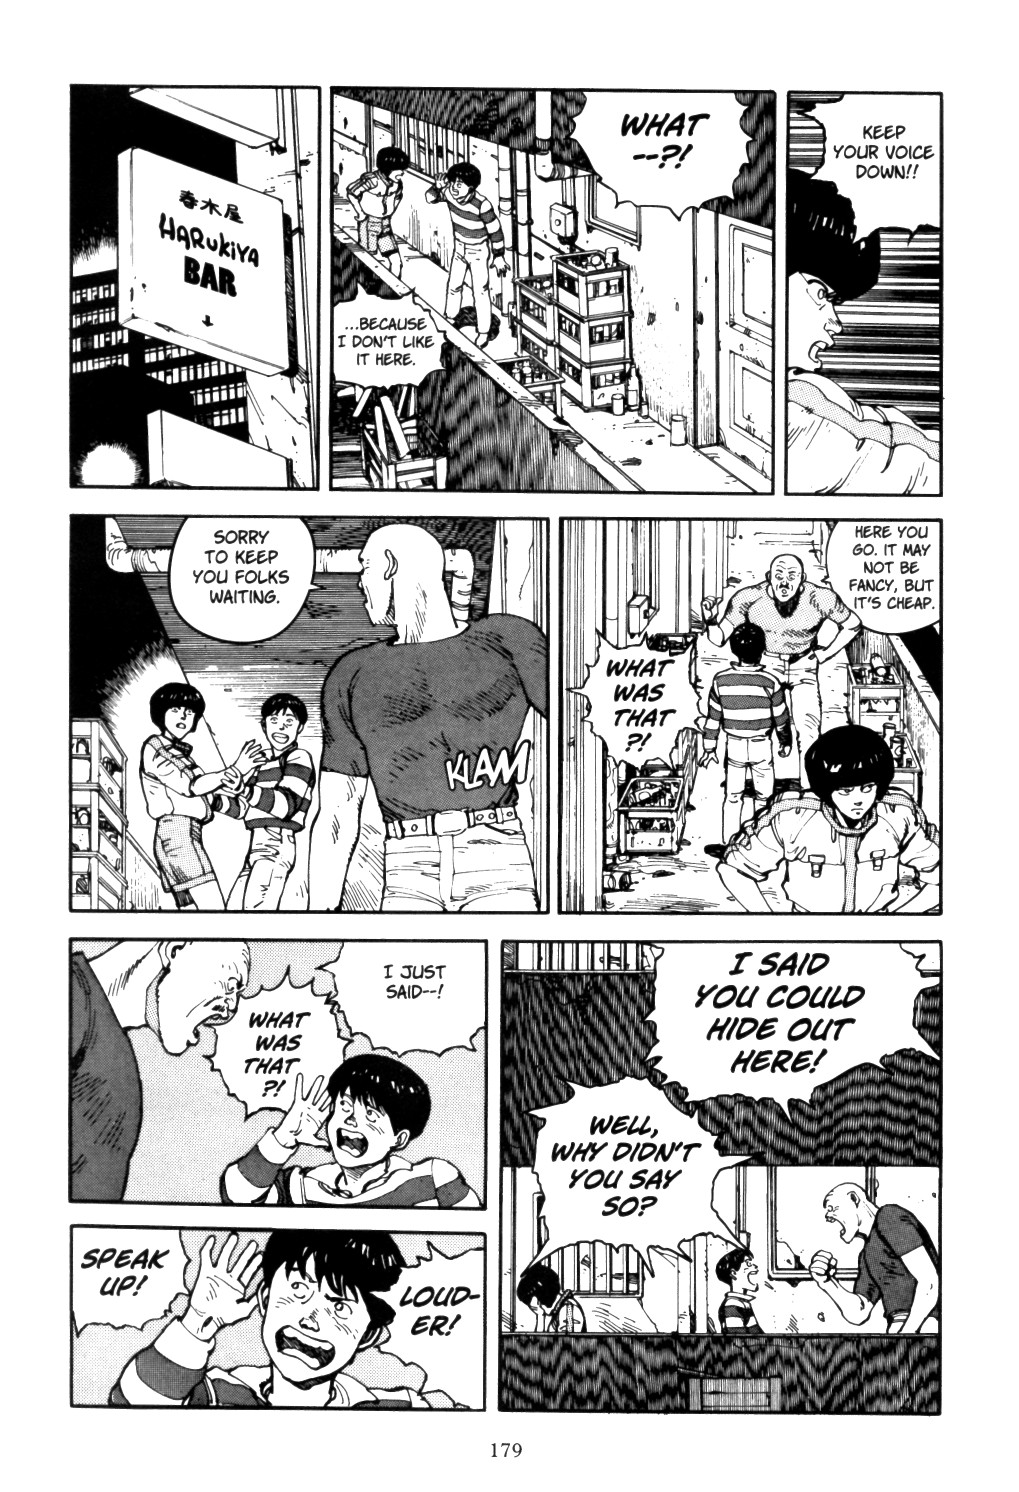 春木屋
HARUKIYA
BAR
↓
WHAT
--?!
...BECAUSE
I DON'T LIKE
IT HERE.
KEEP
YOUR VOICE
DOWN!!
SORRY
TO KEEP
YOU FOLKS
WAITING.
KLAM
HERE YOU
GO. IT MAY
NOT BE
FANCY, BUT
IT'S CHEAP.
WHAT
WAS
THAT
?!
I JUST
SAID--!
WHAT
WAS
THAT
?!
SPEAK
UP!
LOUD-
ER!
I SAID
YOU COULD
HIDE OUT
HERE!
WELL,
WHY DIDN'T
YOU SAY
SO?
179